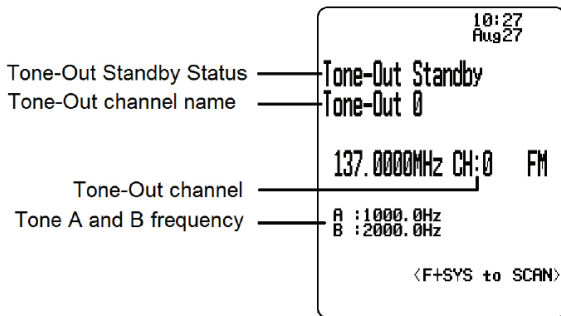 10:27
Aug27
Tone-Out Standby Status
Tone-Out Standby
Tone-Out channel name
Tone-Out 0
137.0000MHz CH:0 FM
Tone-Out channel
Tone A and B frequency
A :1000.0Hz
B :2000.0Hz
<F+SYS to SCAN>